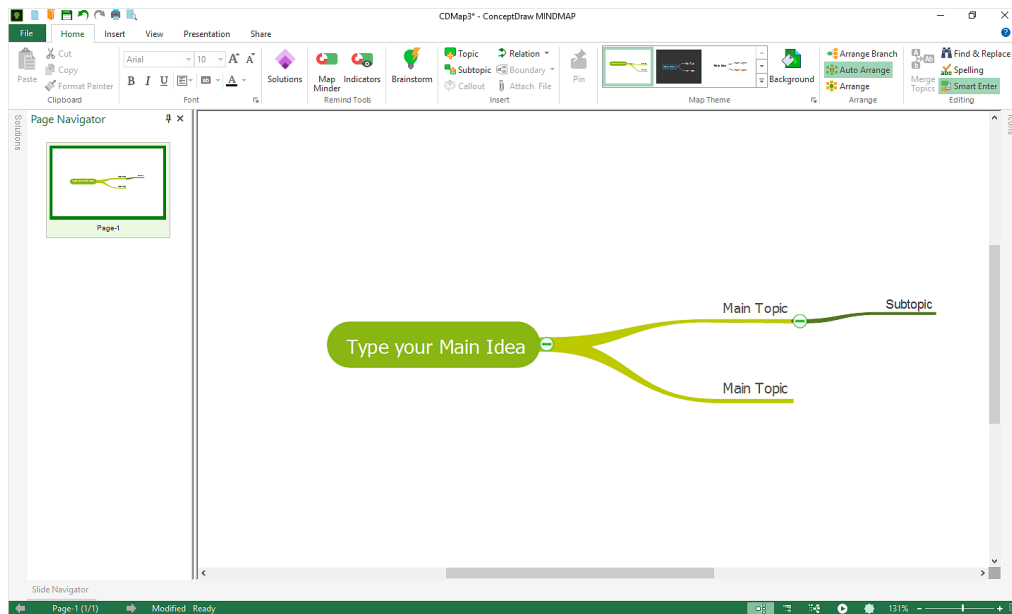 CDMap3* - ConceptDraw MINDMAP
File Home Insert View Presentation Share
Paste
Cut
Copy
Format Painter
Clipboard
Arial 10 A A
B I U ab A
Font
Solutions
Map Minder
Indicators
Remind Tools
Brainstorm
Topic
Subtopic
Callout
Relation
Boundary
Attach File
Insert
Pin
Map Theme
Background
Arrange Branch
Auto Arrange
Arrange
Arrange
Merge Topics
Find & Replace
Spelling
Smart Enter
Editing
Solutions
Page Navigator
Page-1
Type your Main Idea
Main Topic
Subtopic
Main Topic
Slide Navigator
Page-1 (1/1) Modified Ready 131%